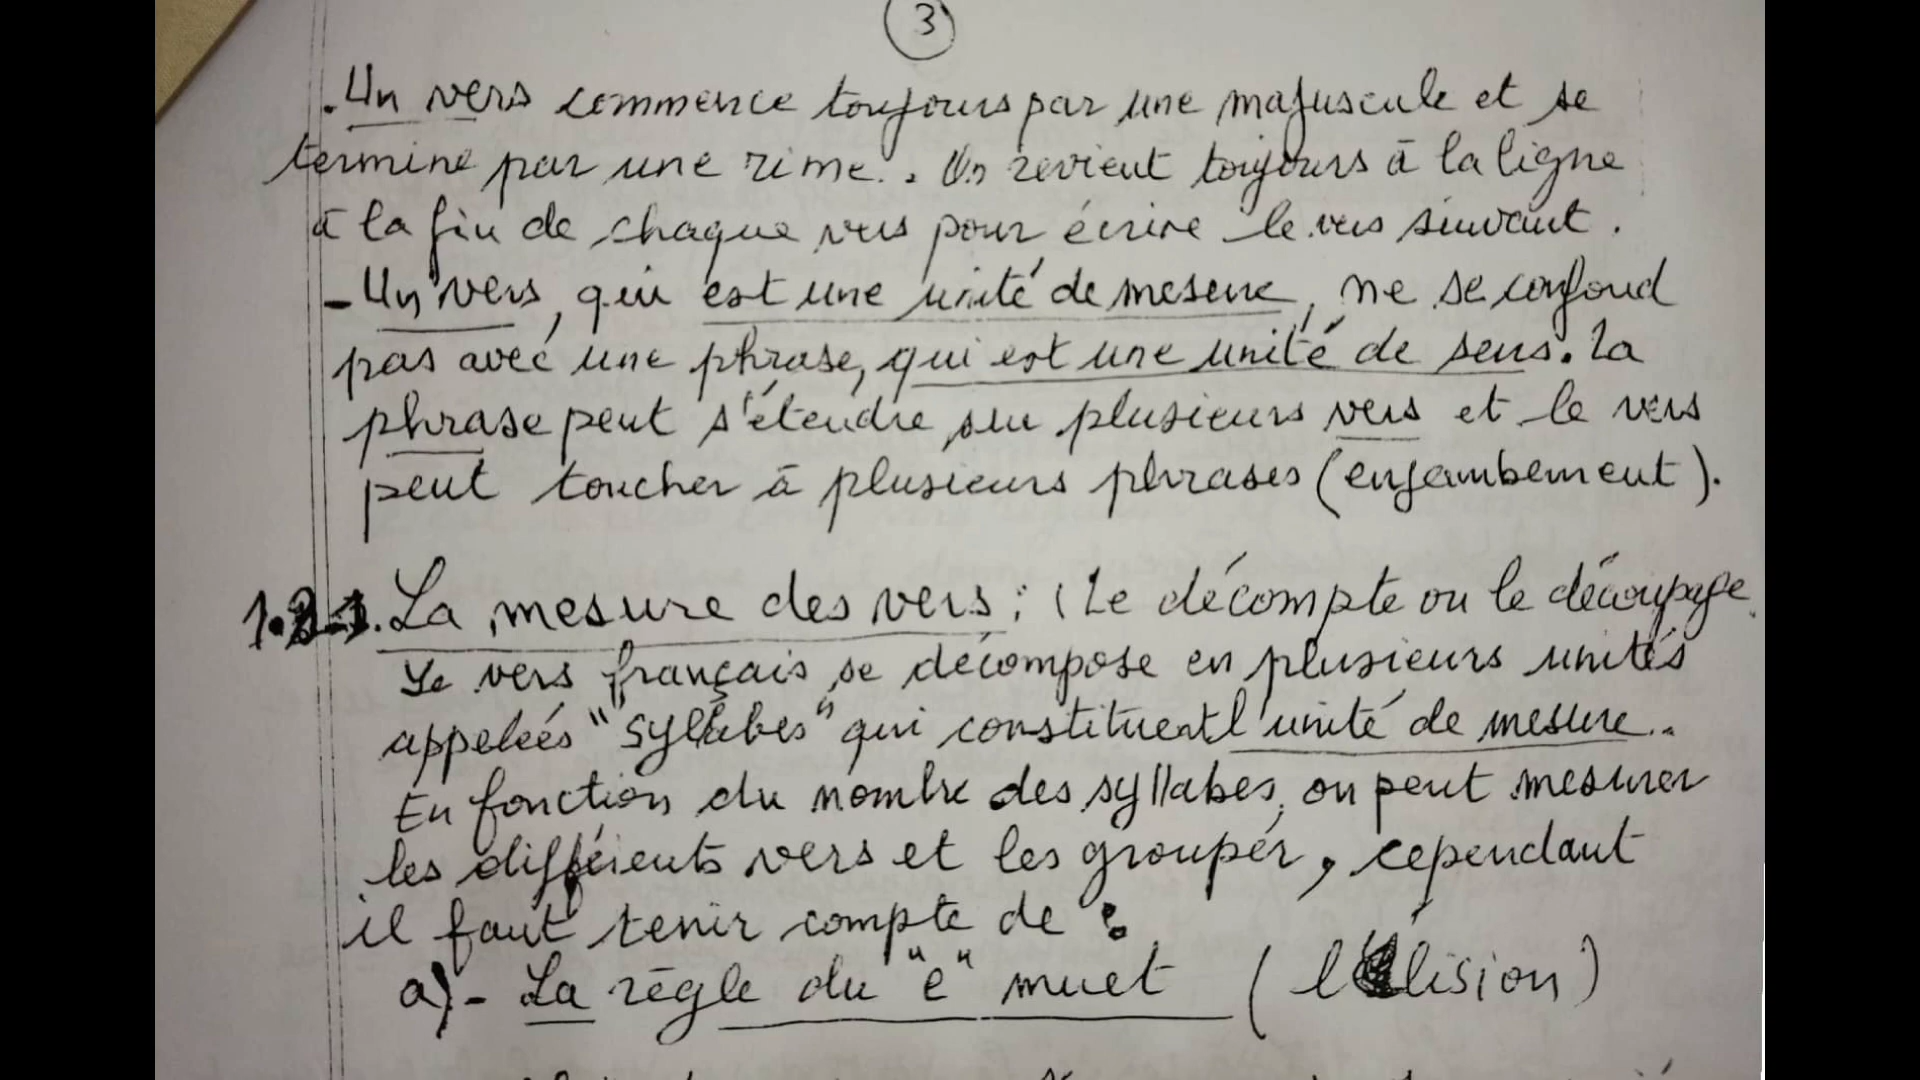 3
.Un vers commence toujours par une majuscule et se
termine par une rime.. On revient toujours à la ligne
à la fin de chaque vers pour écrire le vers suivant.
- Un vers, qui est une unité de mesure, ne se confond
pas avec une phrase, qui est une unité de sens. La
phrase peut s'étendre sur plusieurs vers et le vers
peut toucher à plusieurs phrases (enjambement).
La mesure des vers : (Le décompte ou le découpage
Le vers français se décompose en plusieurs unités
appelées "syllabes" qui constituent l'unité de mesure..
En fonction du nombre des syllabes, on peut mesurer
les différents vers et les grouper, cependant
il faut tenir compte de :
a)- La règle du "e" muet (l'élision)